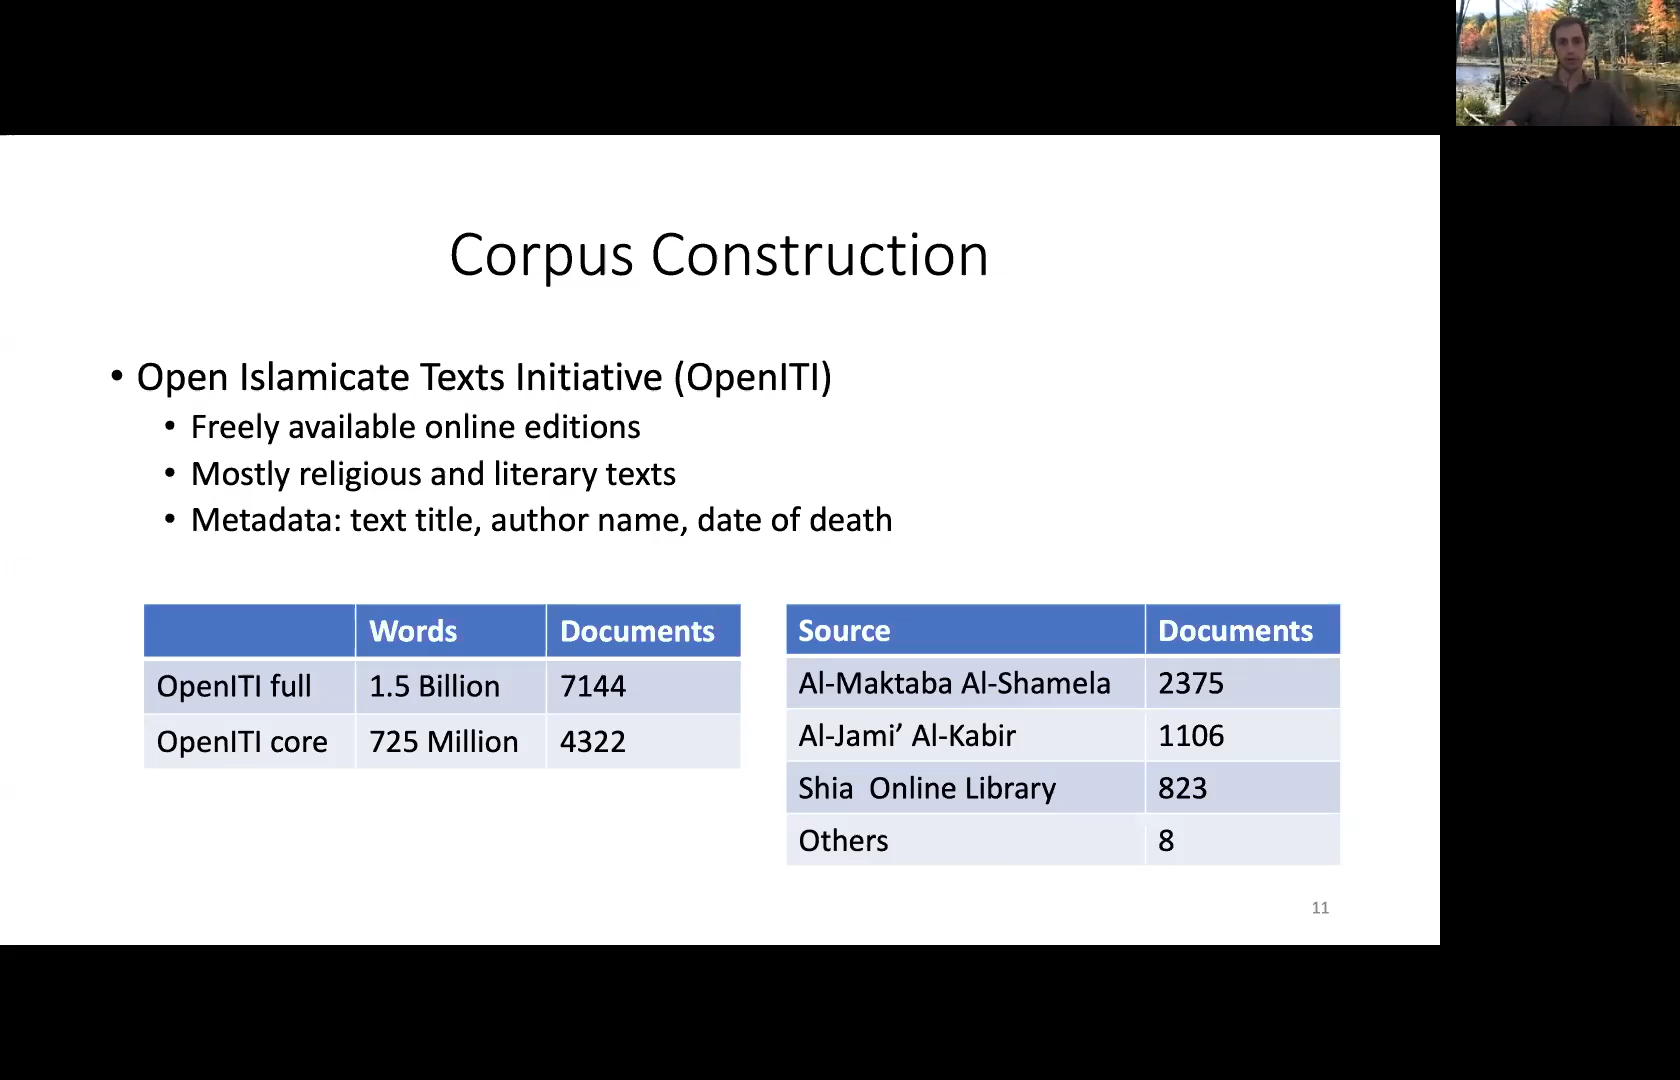 Corpus Construction
• Open Islamicate Texts Initiative (OpenITI)
• Freely available online editions
• Mostly religious and literary texts
• Metadata: text title, author name, date of death
Words Documents
OpenITI full 1.5 Billion 7144
OpenITI core 725 Million 4322
Source Documents
Al-Maktaba Al-Shamela 2375
Al-Jami’ Al-Kabir 1106
Shia  Online Library 823
Others 8
11